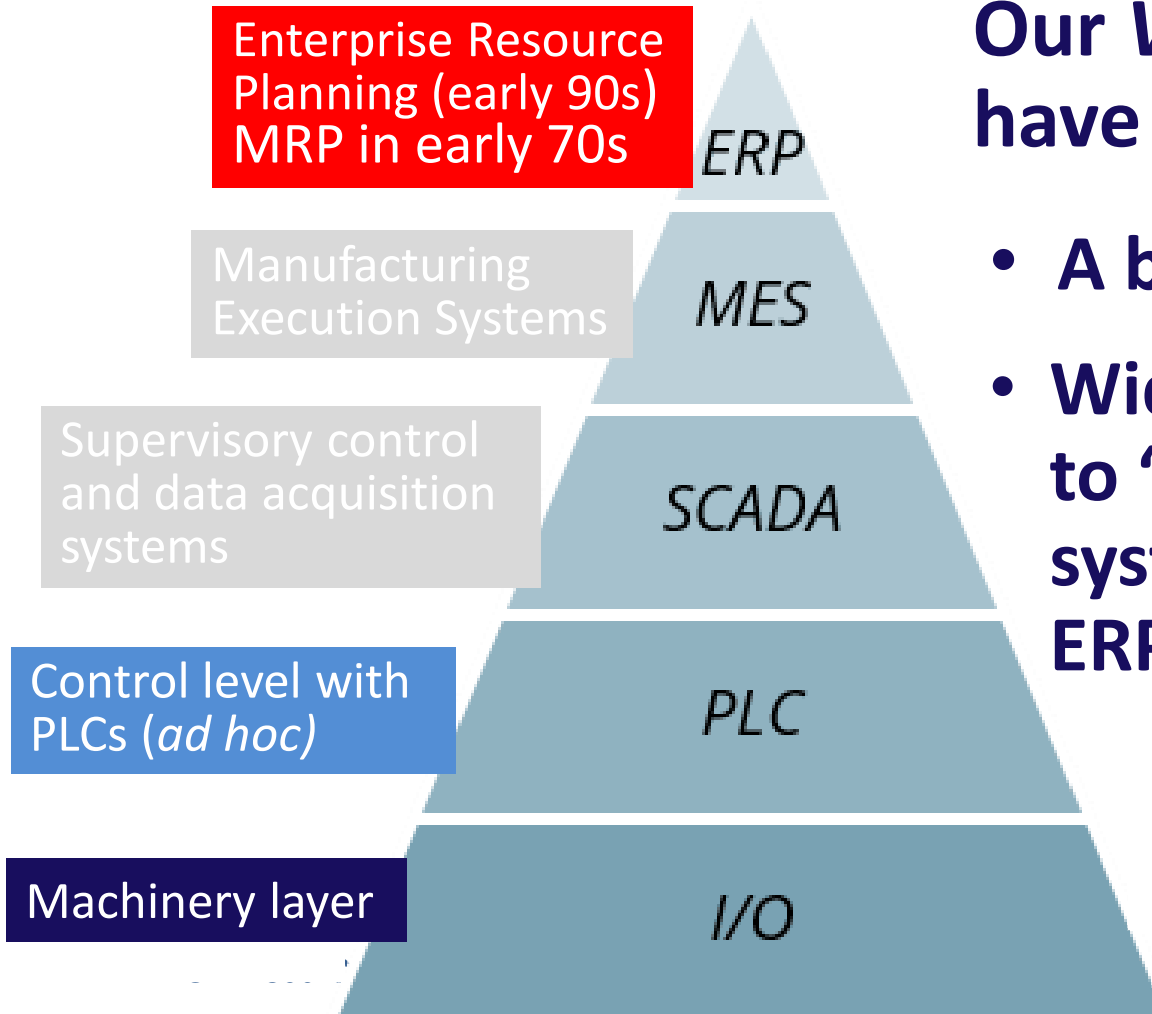 Enterprise Resource
Planning (early 90s)
MRP in early 70s
ERP
Manufacturing
Execution Systems
MES
Supervisory control
and data acquisition
systems
SCADA
Control level with
PLCs (ad hoc)
PLC
Machinery layer
I/O
Our
have
• A
•
to
ERP